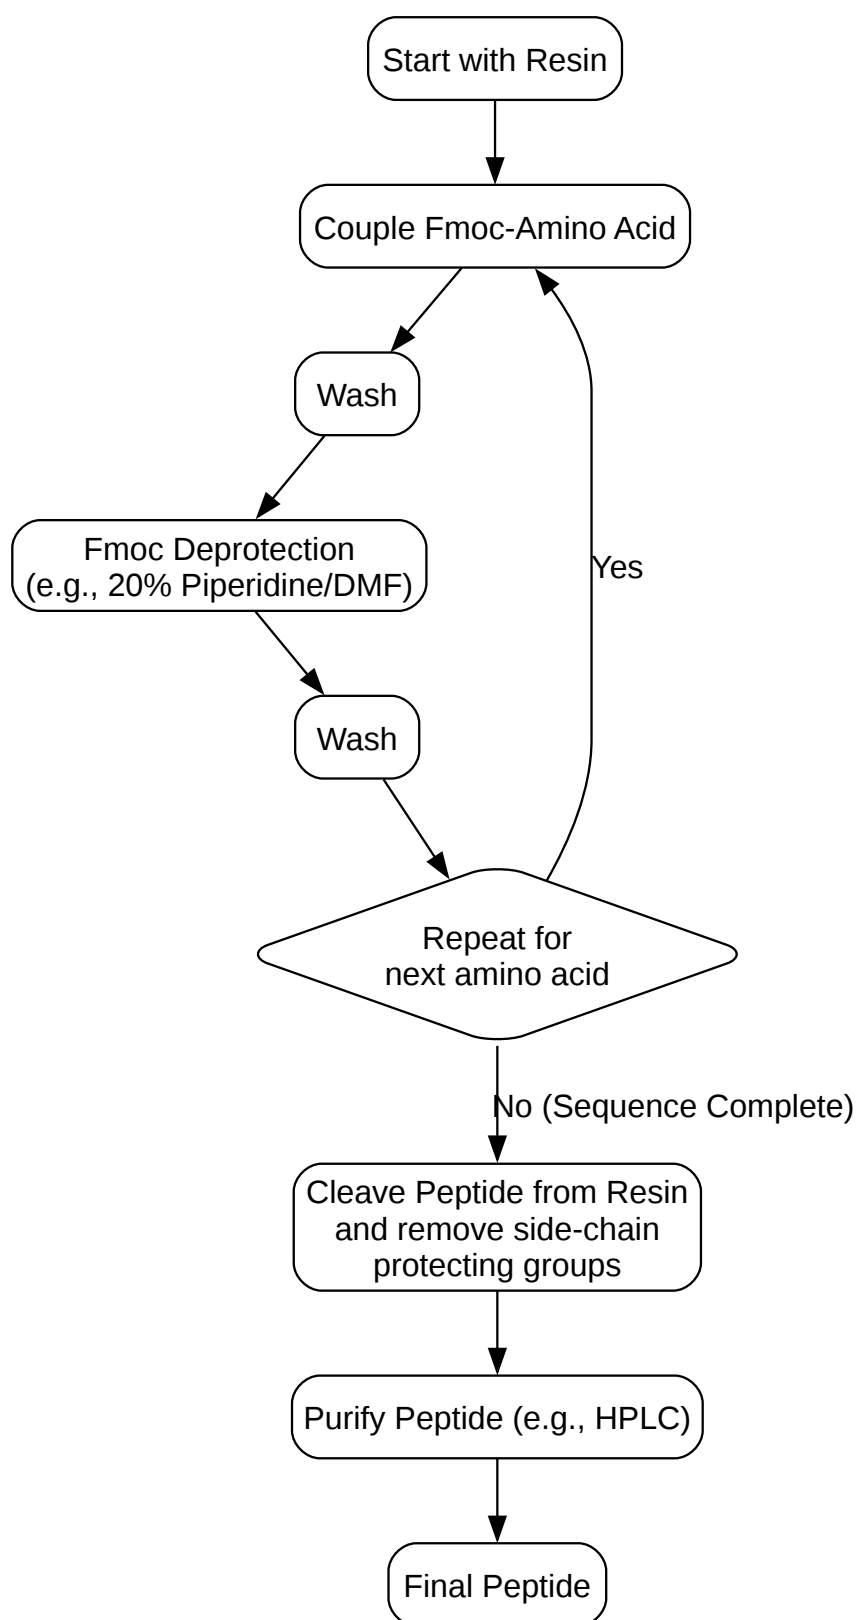 Start with Resin
Couple Fmoc-Amino Acid
Wash
Fmoc Deprotection
(e.g., 20% Piperidine/DMF)
Yes
Wash
Repeat for
next amino acid
No (Sequence Complete)
Cleave Peptide from Resin
and remove side-chain
protecting groups
Purify Peptide (e.g., HPLC)
Final Peptide